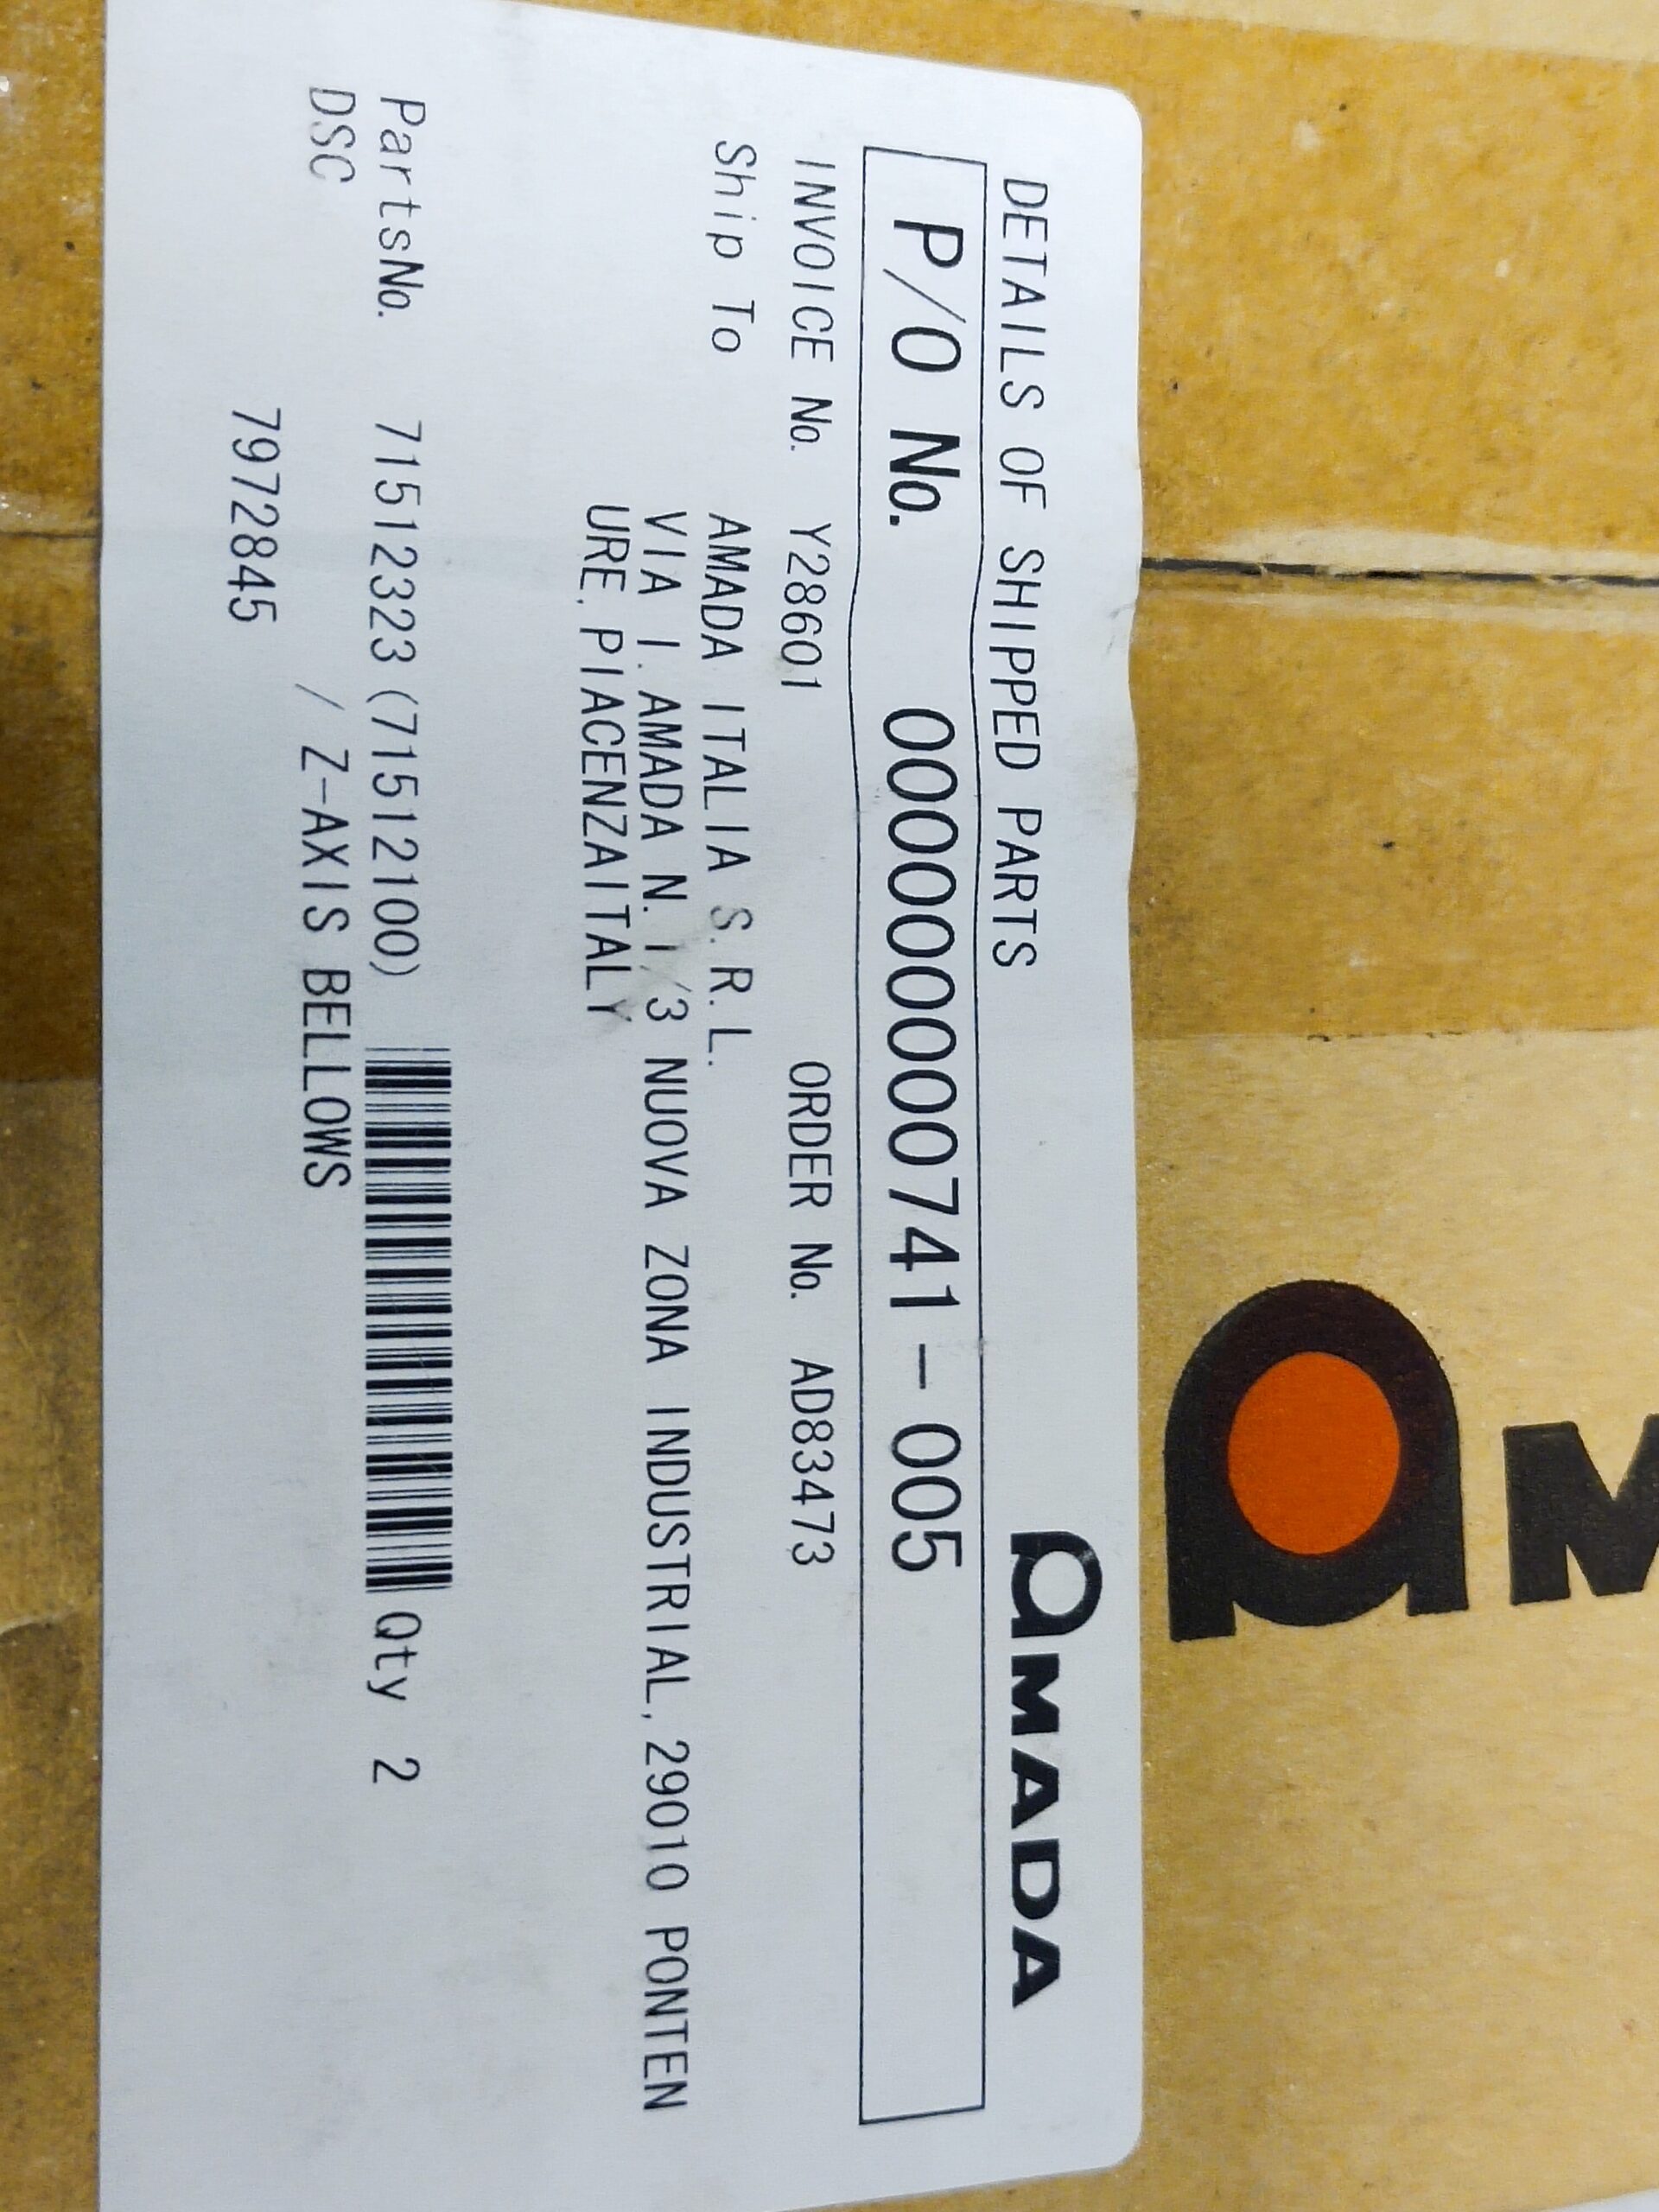 DETAILS OF SHIPPED PARTS AMADA
P/O No. 0000000000741-005
INVOICE No. Y28601 ORDER No. AD83473
Ship To AMADA ITALIA S.R.L.
VIA I. AMADA N. 1/3 NUOVA ZONA INDUSTRIAL, 29010 PONTEN
URE, PIACENZAITALY
PartsNo. 71512323(71512100) Qty 2
DSC / Z-AXIS BELLOWS
7972845